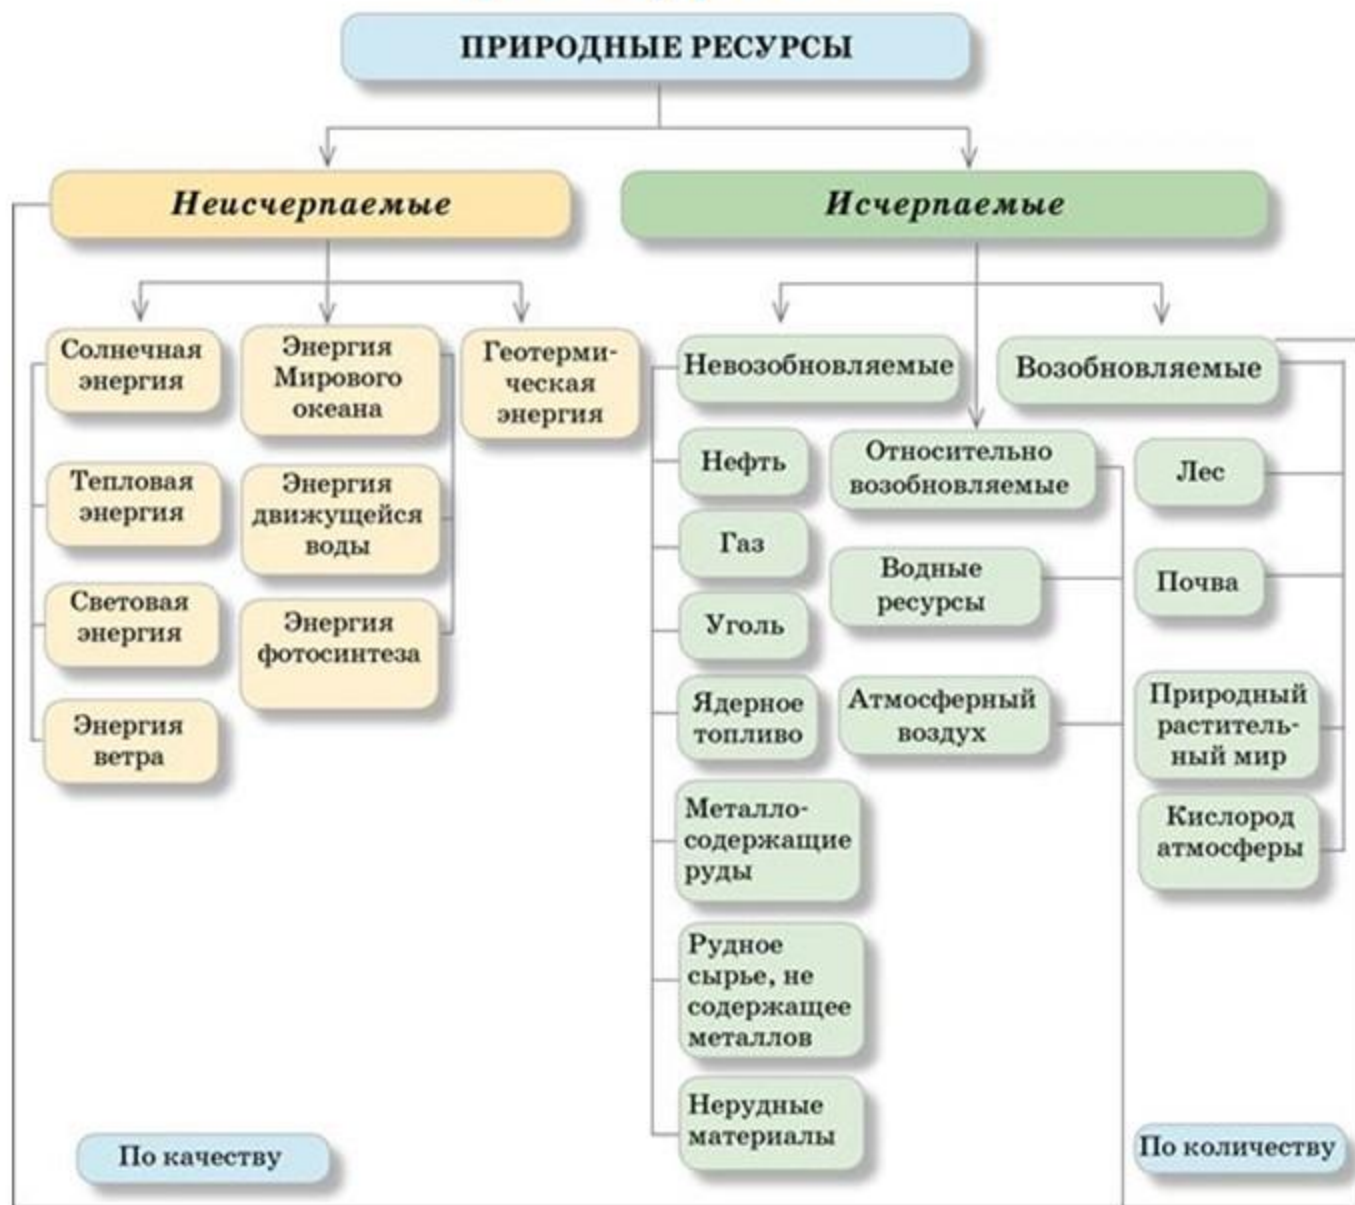 ПРИРОДНЫЕ РЕСУРСЫ
Неисчерпаемые
Исчерпаемые
Солнечная
энергия
Тепловая
энергия
Световая
энергия
Энергия
ветра
Энергия
Мирового
океана
Энергия
движущейся
воды
Энергия
фотосинтеза
Геотерми-
ческая
энергия
Невозобновляемые
Нефть
Газ
Уголь
Ядерное
топливо
Металло-
содержащие
руды
Рудное
сырье, не
содержащее
металлов
Нерудные
материалы
Относительно
возобновляемые
Водные
ресурсы
Атмосферный
воздух
Возобновляемые
Лес
Почва
Природный
раститель-
ный мир
Кислород
атмосферы
По качеству
По количеству